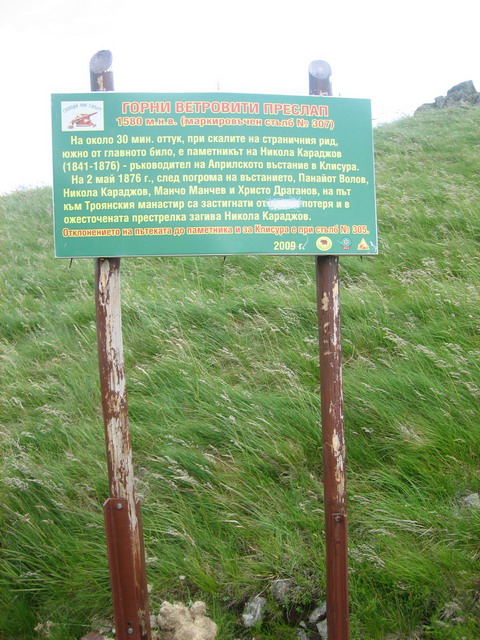 ГОРНИ ВЕТРОВИТИ ПРЕСЛАП
1580 м.н.в. (маркировъчен стълб № 307)
На около 30 мин. оттук, при скалите на страничния рид,
южно от главното било, е паметникът на Никола Караджов
(1841-1876) - ръководител на Априлското въстание в Клисура.
На 2 май 1876 г., след погрома на въстанието, Панайот Волов,
Никола Караджов, Манчо Манчев и Христо Драганов, на път
към Троянския манастир са застигнати от потеря и в
ожесточената престрелка загива Никола Караджов.
Отклонението на пътеката до паметника и за Клисура е при стълб № 305.
2009 г.